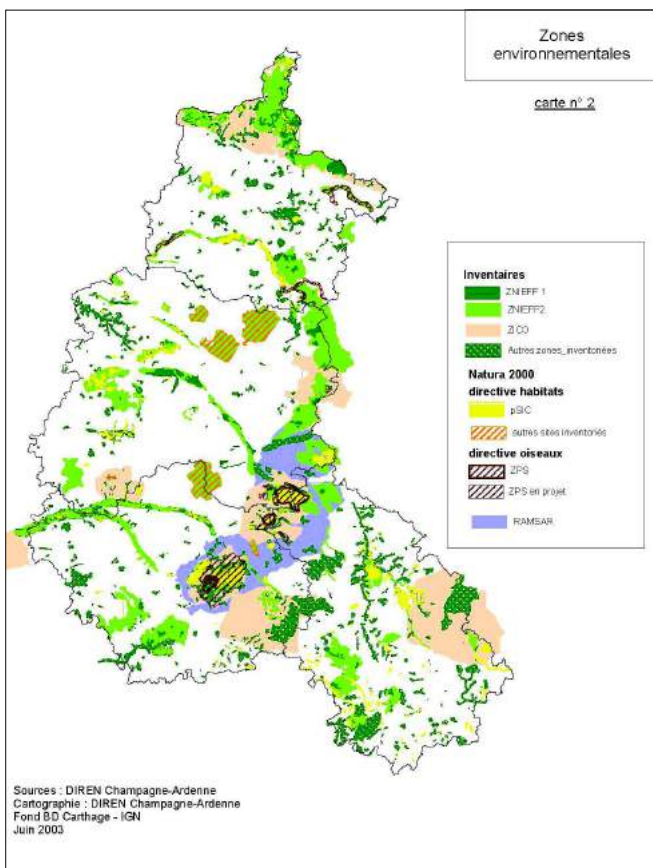 Zones
environnementales
carte n° 2
Inventaires
ZNIEFF 1
ZNIEFF2
ZICO
Autres zones_inventoriées
Natura 2000
directive habitats
pSIC
autres sites inventoriés
directive oiseaux
ZPS
ZPS en projet
RAMSAR
Sources : DIREN Champagne-Ardenne
Cartographie : DIREN Champagne-Ardenne
Fond BD Carthage - IGN
Juin 2003